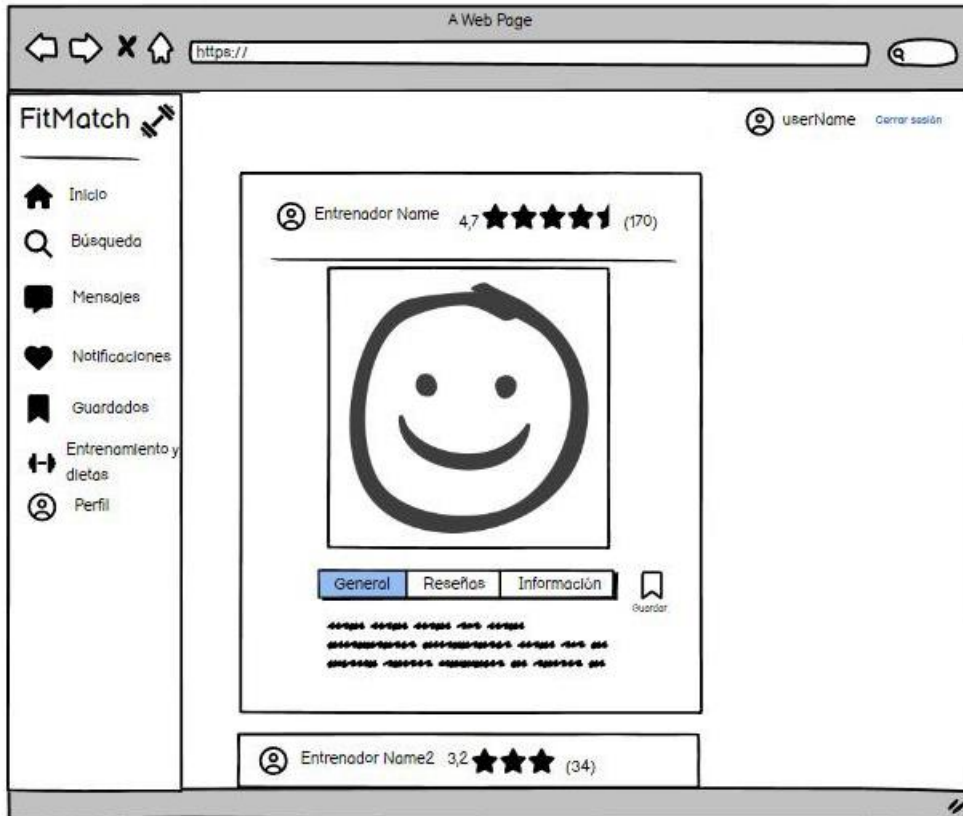 A Web Page
https://
FitMatch
userName Cerrar sesión
Inicio
Búsqueda
Mensajes
Notificaciones
Guardados
Entrenamiento y
dietas
Perfil
Entrenador Name 4,7 (170)
General Reseñas Información
Guardar
Entrenador Name2 3,2 (34)